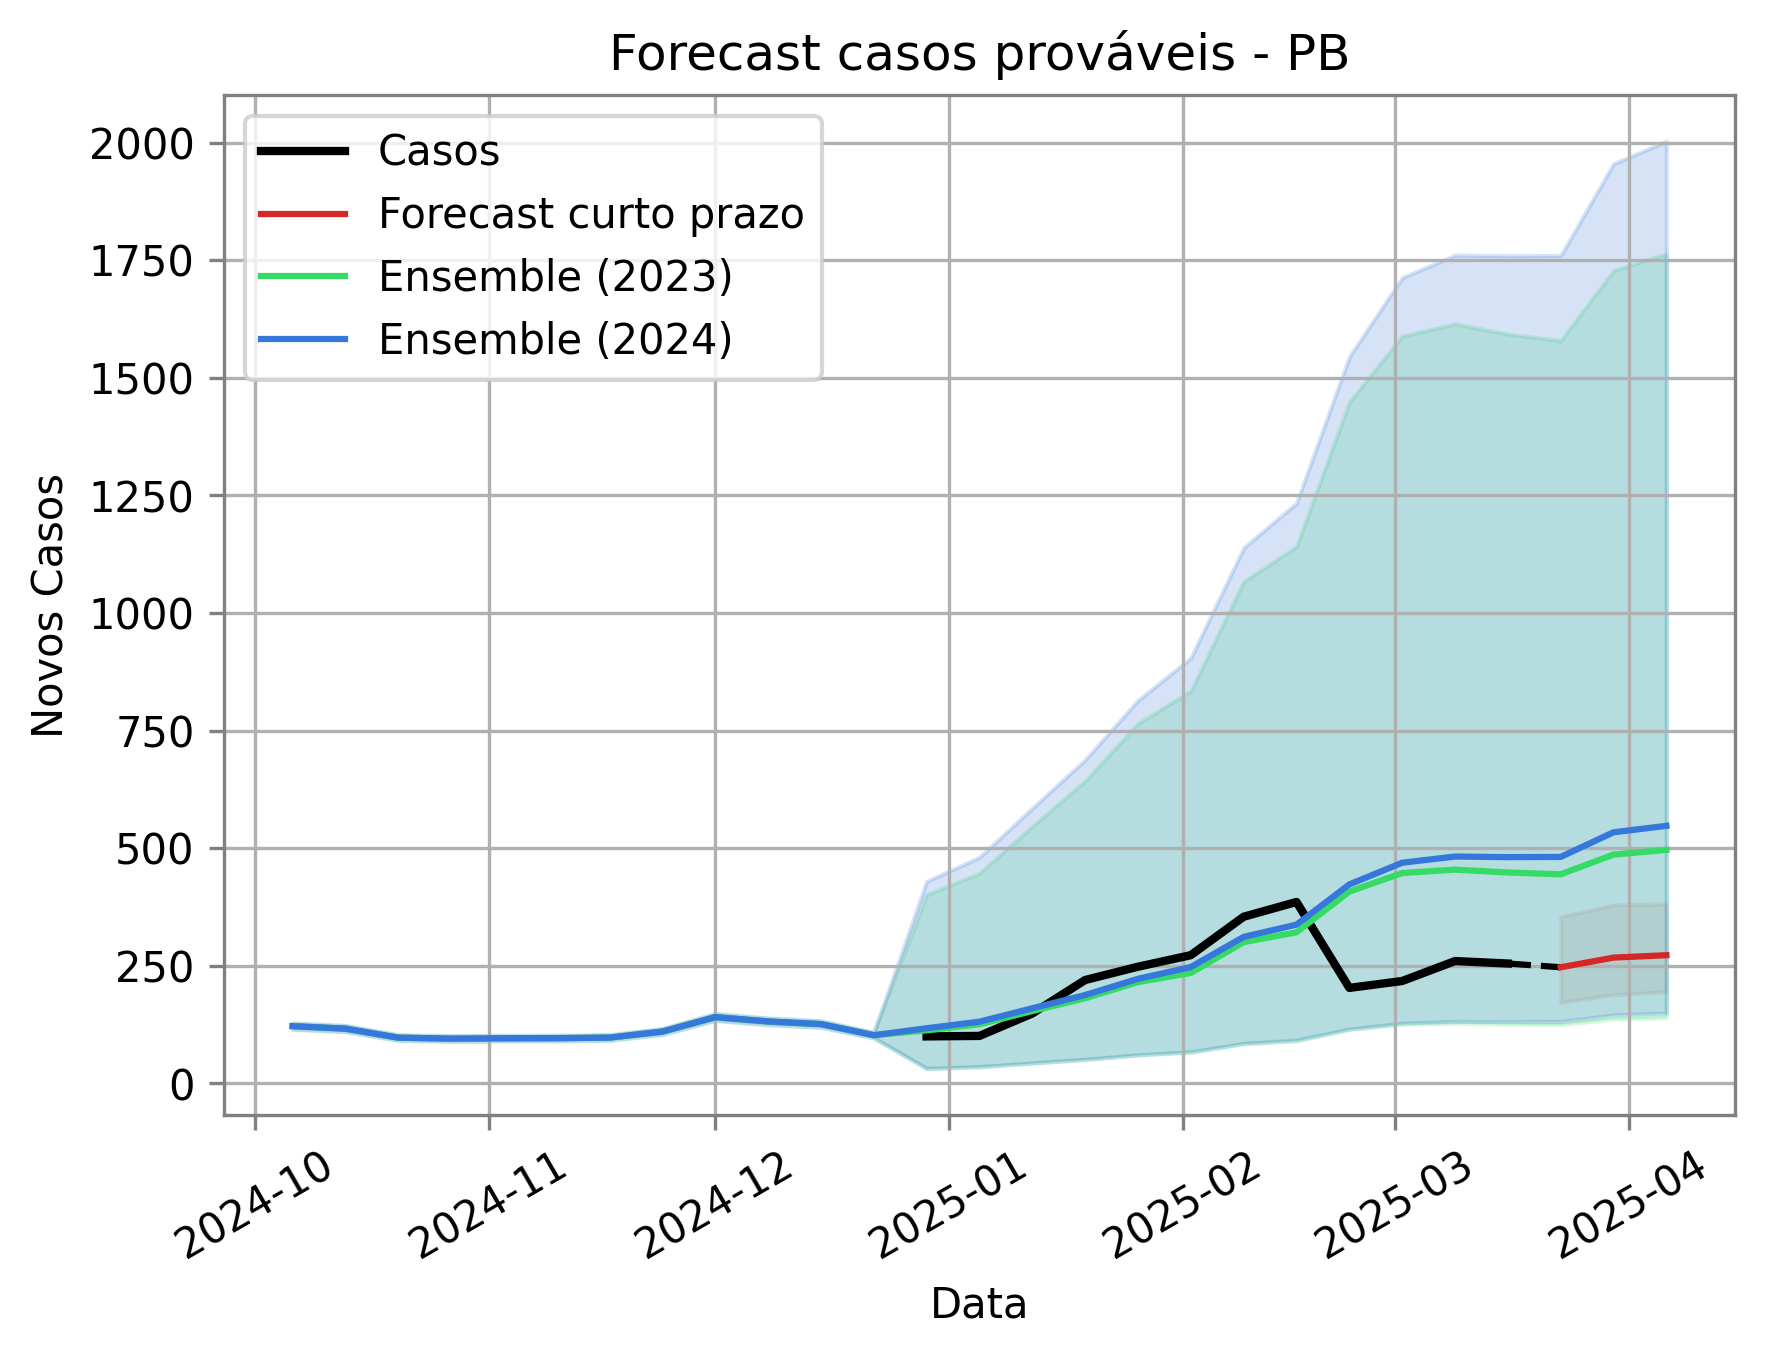 Forecast casos prováveis - PB
2000
1750
1500
1250
1000
750
500
250
0
Novos Casos
Casos
Forecast curto prazo
Ensemble (2023)
Ensemble (2024)
2024-10
2024-11
2024-12
2025-01
2025-02
2025-03
2025-04
Data